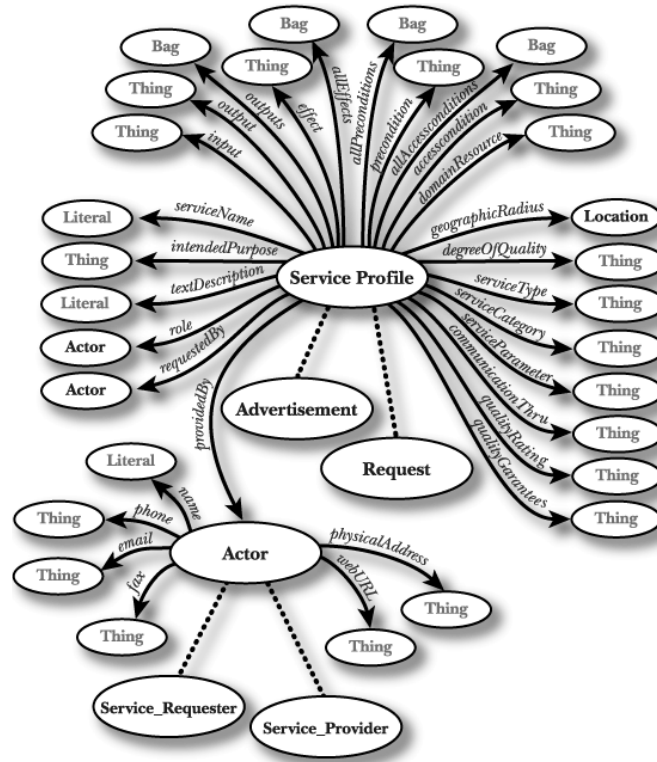 Bag
Bag
Bag
Bag
Thing
Thing
Thing
Thing
Thing
Thing
outputs
output
input
effect
allEffects
allPreconditions
precondition
allAccessconditions
accesscondition
domainResource
Literal
serviceName
geographicRadius
Location
Thing
intendedPurpose
degreeOfQuality
Thing
Service Profile
Literal
textDescription
serviceType
Thing
Actor
role
serviceCategory
Thing
Actor
requestedBy
serviceParameter
Thing
communicationThru
Thing
qualityRating
Thing
qualityGarantees
Thing
providedBy
Advertisement
Request
Literal
name
Thing
phone
email
Thing
fax
Thing
Actor
physicalAddress
Thing
webURL
Thing
Service_Requester
Service_Provider